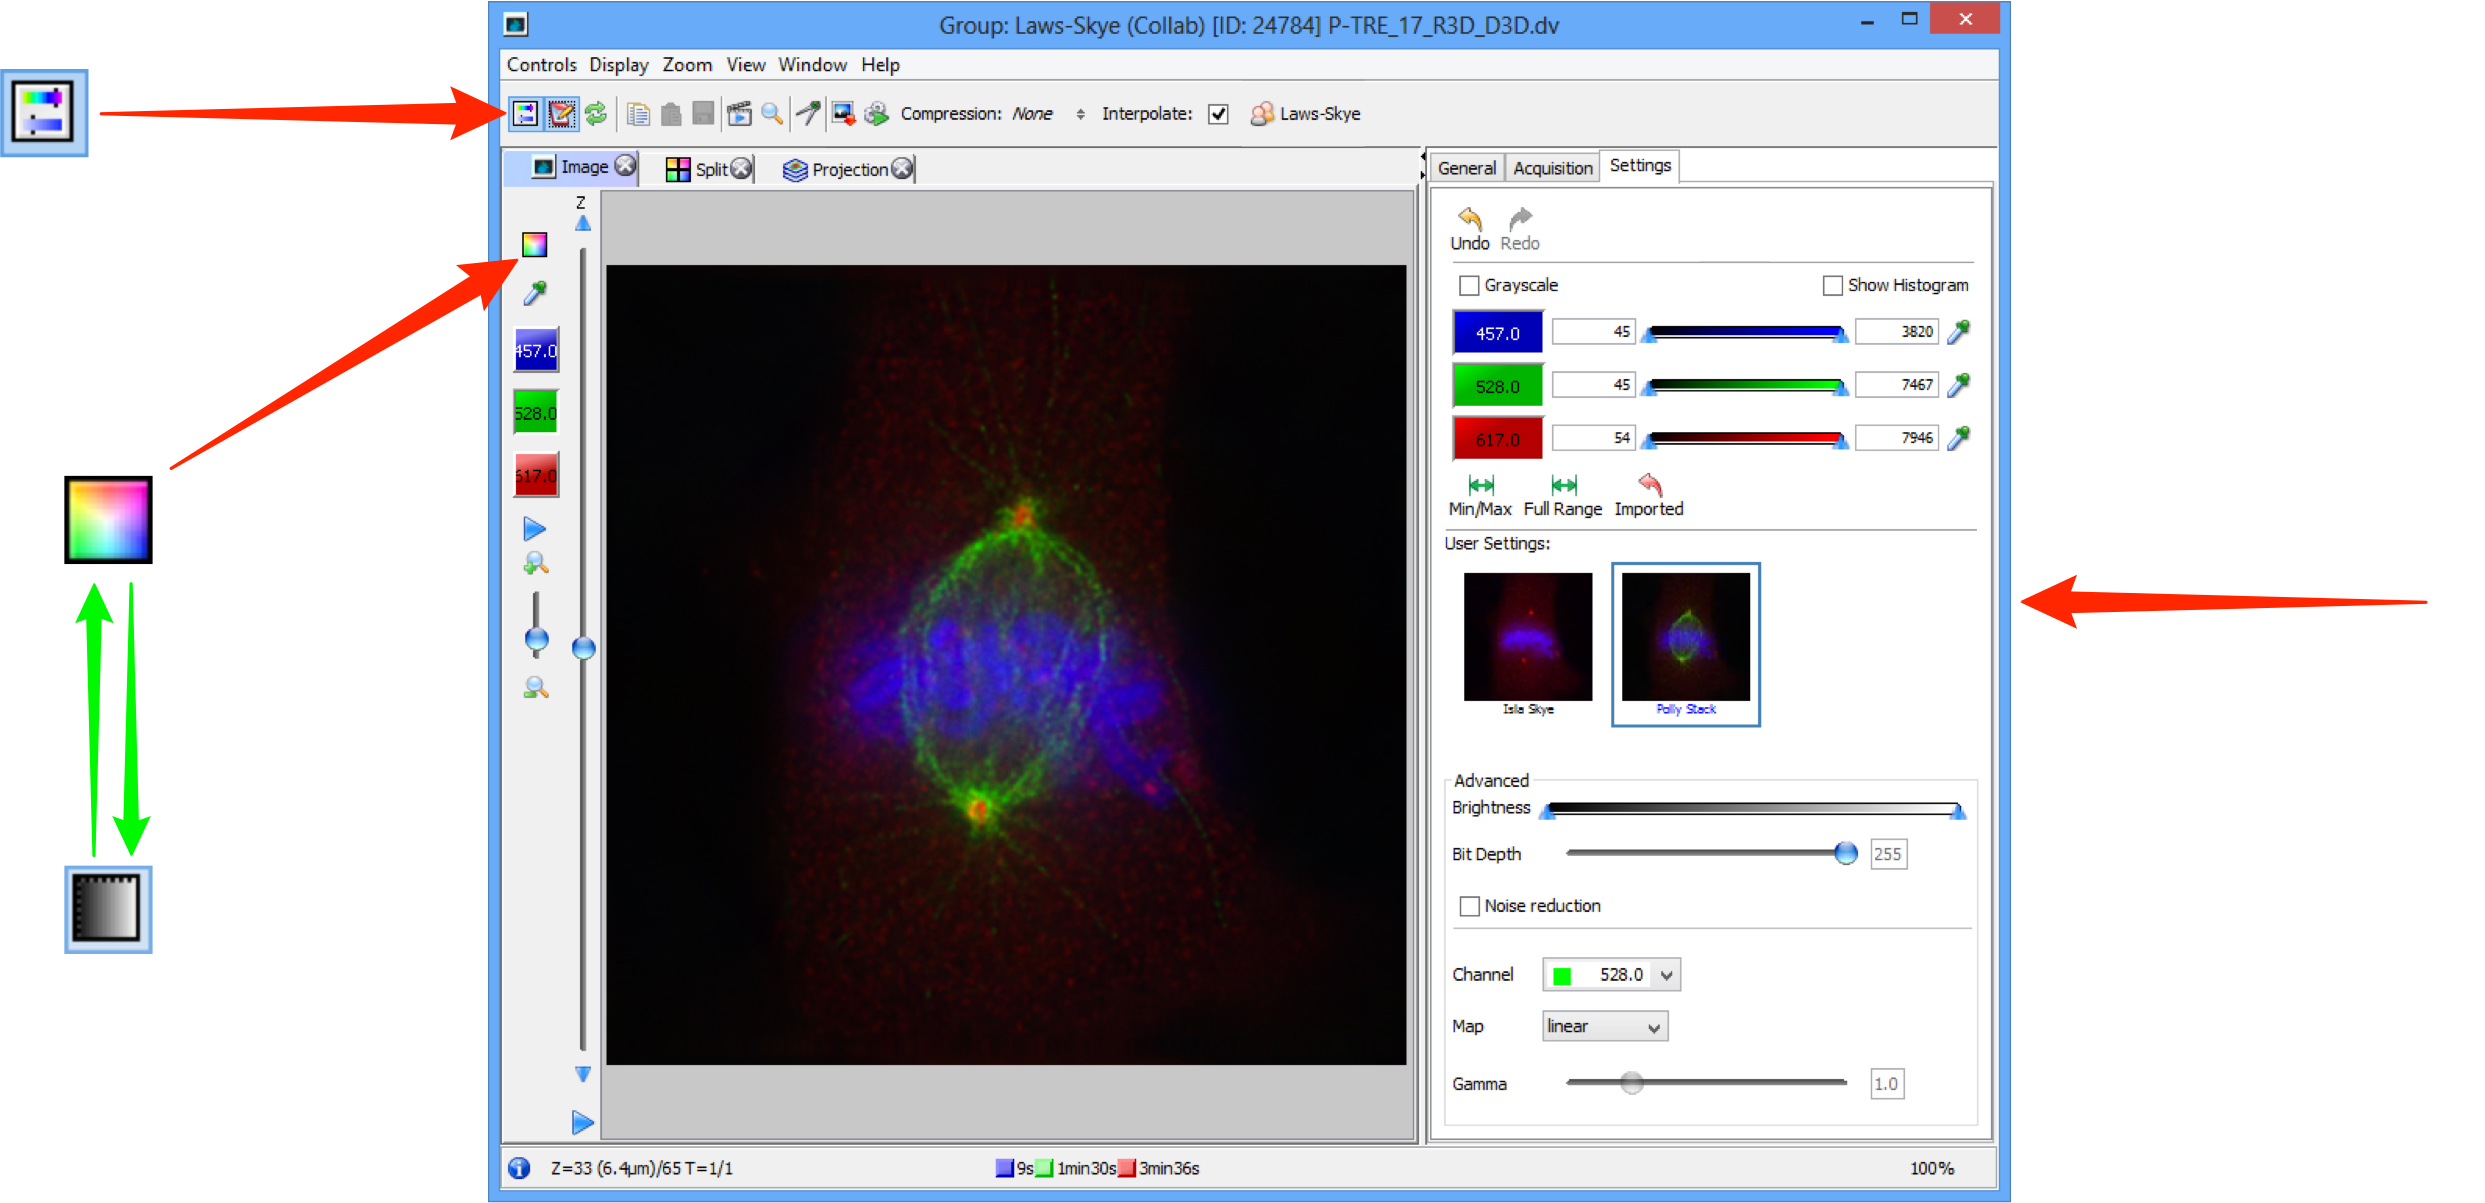 Group: Laws-Skye (Collab) [ID: 24784] P-TRE_17_R3D_D3D.dv
Controls Display Zoom View Window Help
Compression: None Interpolate: Laws-Skye
Image Split Projection
General Acquisition Settings
Z
Undo Redo
Grayscale Show Histogram
457.0
528.0
617.0
457.0 45 3820
528.0 45 7467
617.0 54 7946
Min/Max Full Range Imported
User Settings:
Isla Skye Polly Stack
Advanced
Brightness
Bit Depth 255
Noise reduction
Channel 528.0
Map linear
Gamma 1.0
Z=33 (6.4µm)/65 T=1/1 9s 1min30s 3min36s 100%